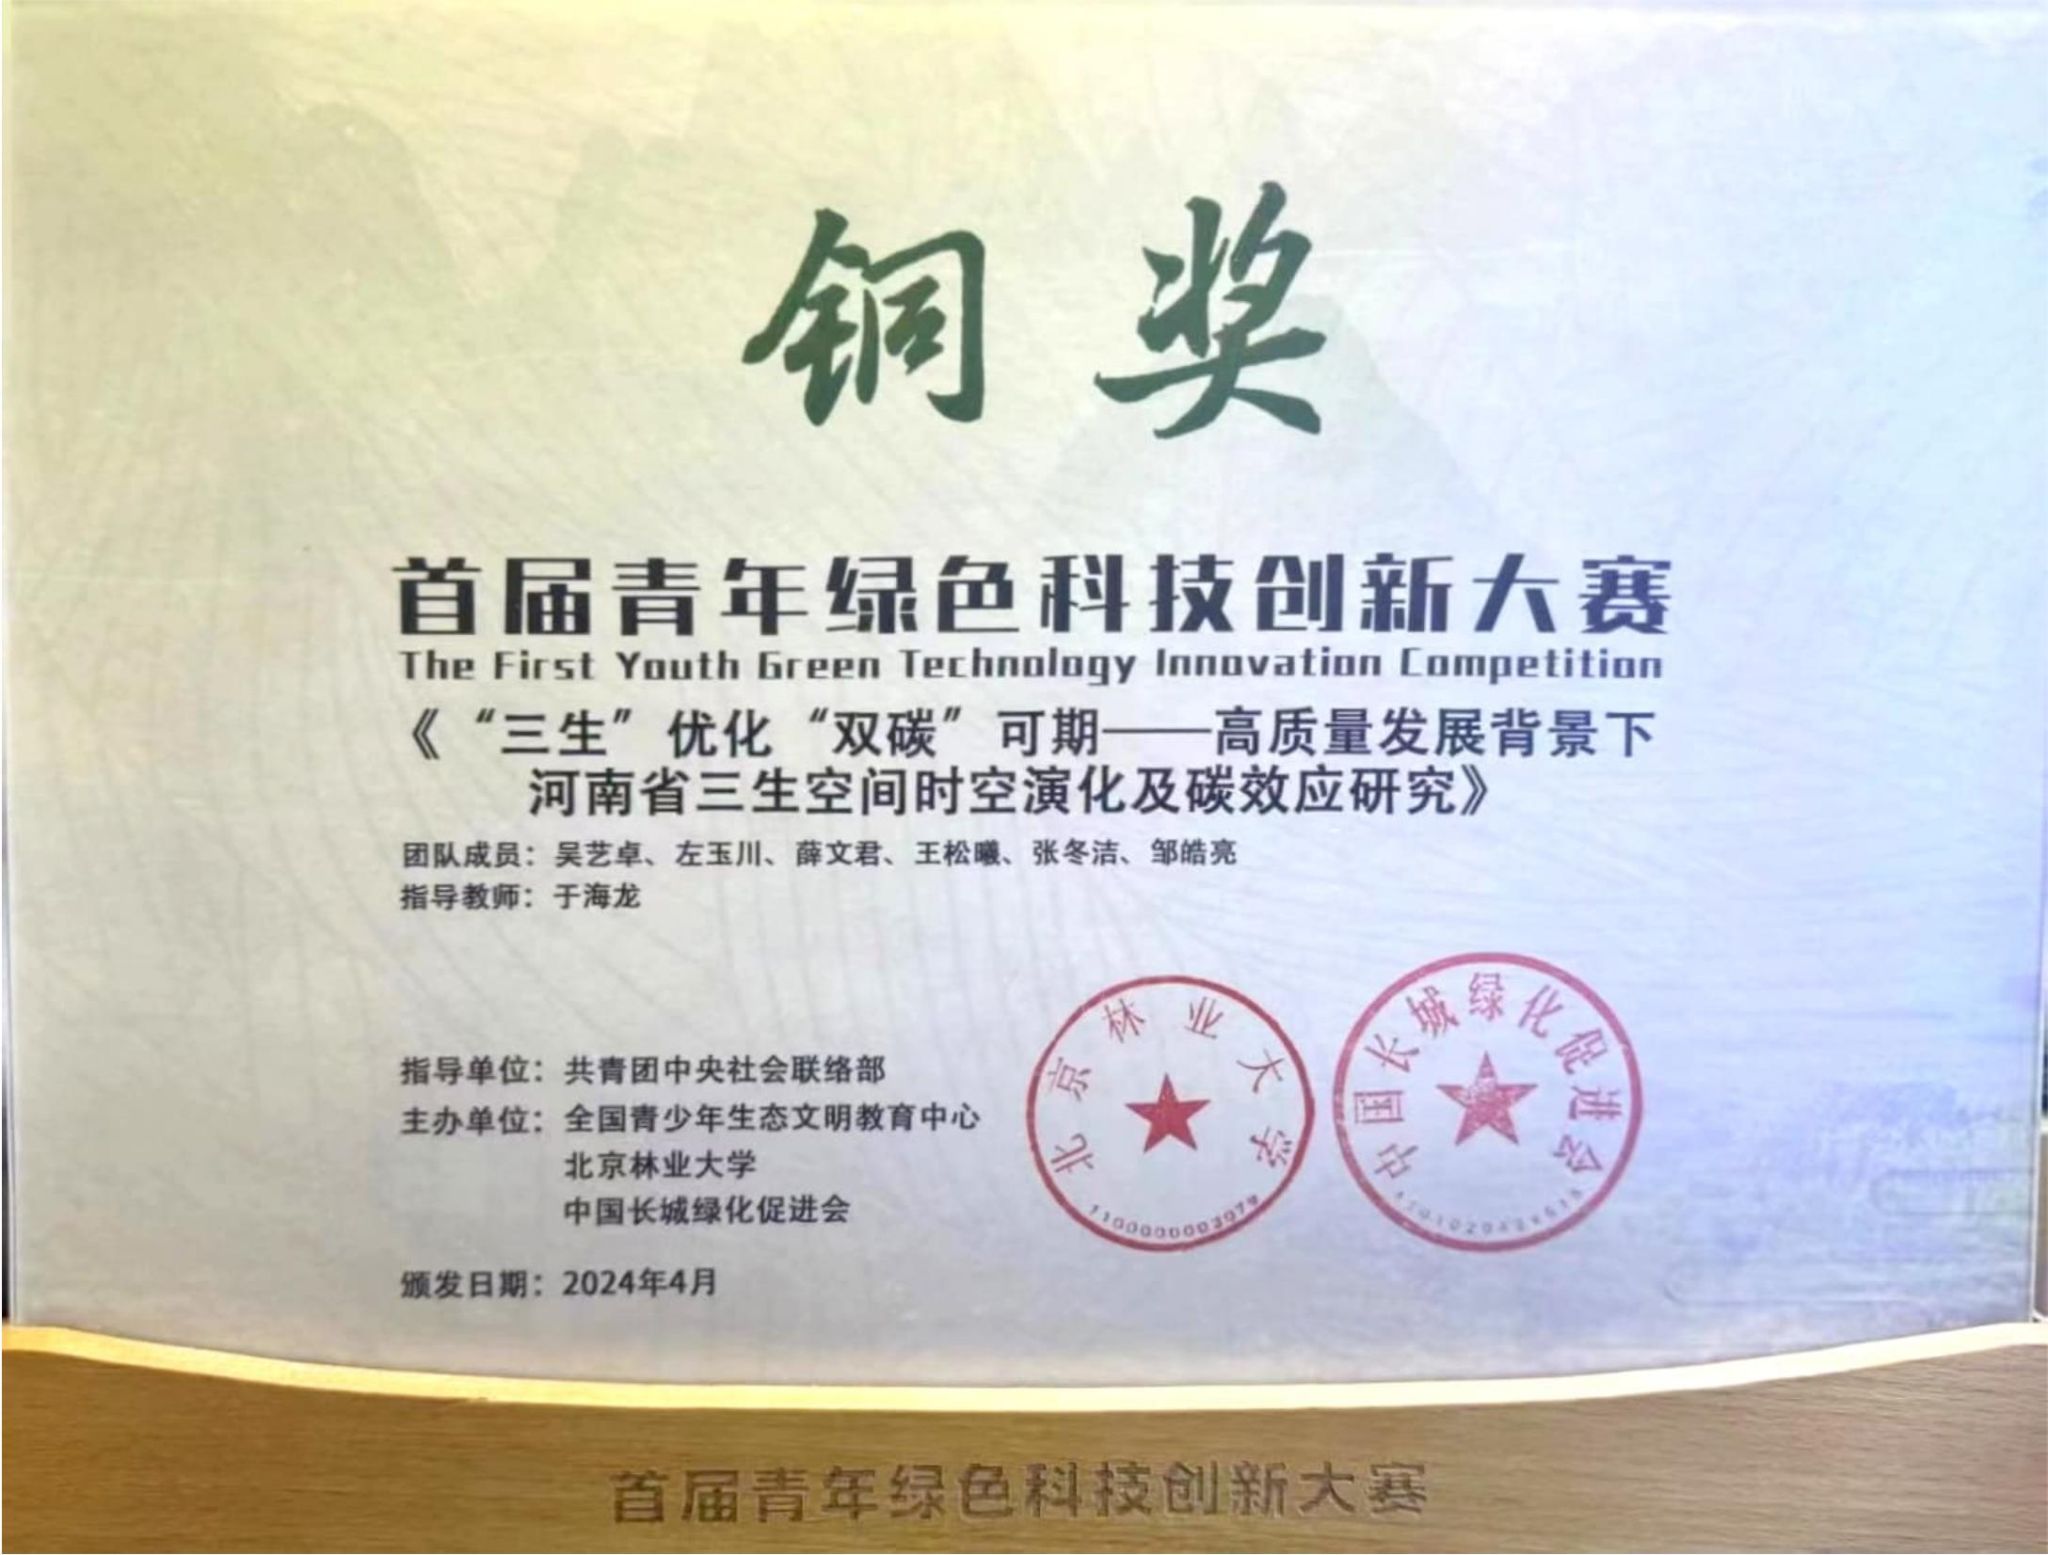 铜奖
首届青年绿色科技创新大赛
The First Youth Green Technology Innovation Competition
《“三生”优化“双碳”可期——高质量发展背景下
河南省三生空间时空演化及碳效应研究》
团队成员：吴艺卓、左玉川、薛文君、王松曦、张冬洁、邹皓亮
指导教师：于海龙
指导单位：共青团中央社会联络部
主办单位：全国青少年生态文明教育中心
北京林业大学
中国长城绿化促进会
颁发日期：2024年4月
北京林业大学
1100000003979
中国长城绿化促进会
首届青年绿色科技创新大赛